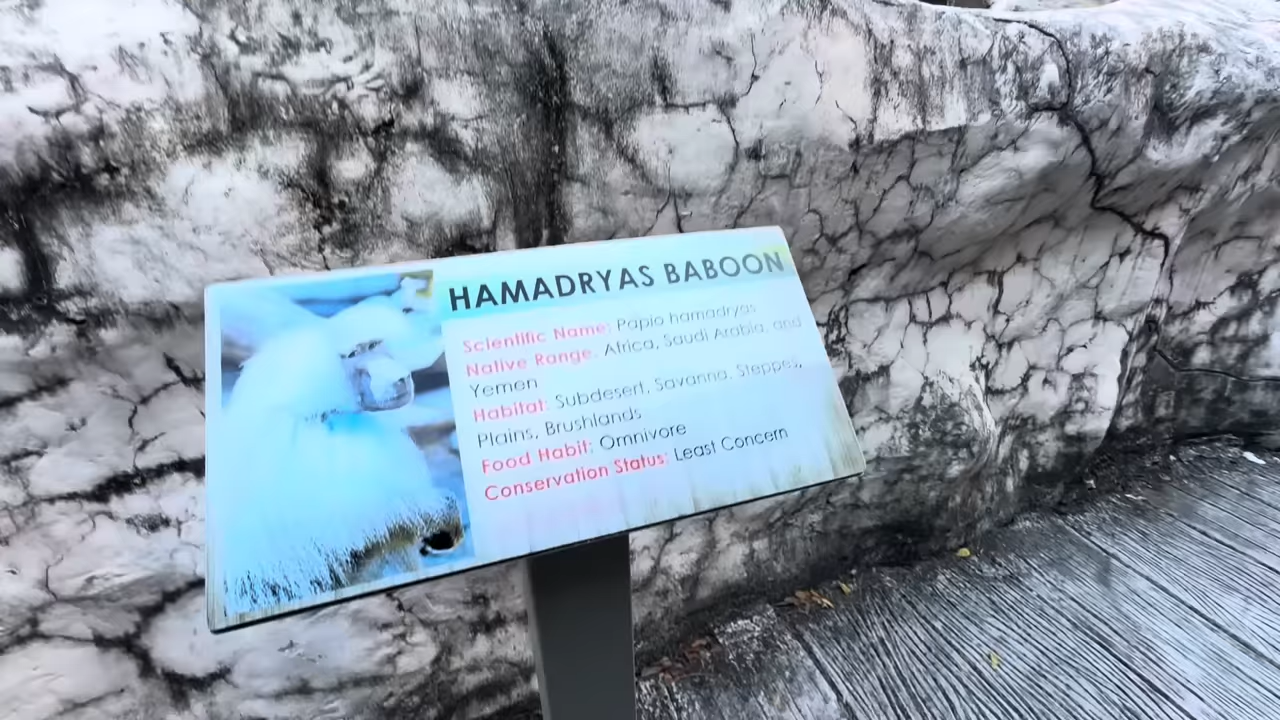 HAMADRYAS BABOON
Scientific Name: Papio hamadryas
Native Range: Africa, Saudi Arabia, and
Yemen
Habitat: Subdesert, Savanna, Steppes,
Plains, Brushlands
Food Habit: Omnivore
Conservation Status: Least Concern